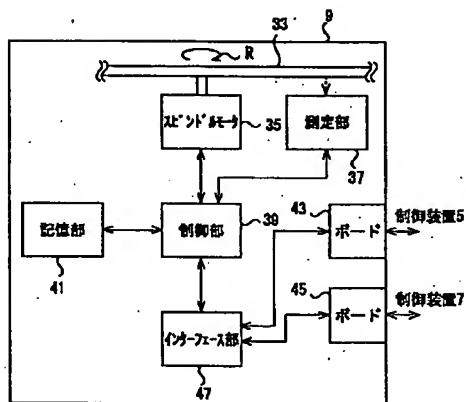 9
R
33
スピンドルモータ
35
測定部
37
記憶部
41
制御部
39
43
ボード
制御装置5
45
ボード
制御装置7
インターフェース部
47